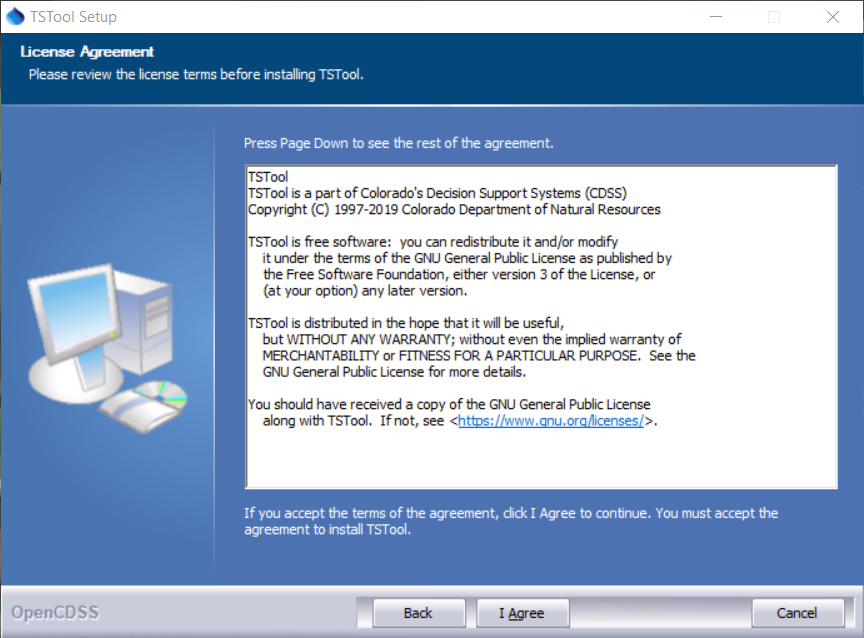 TSTool Setup
License Agreement
Please review the license terms before installing TSTool.
Press Page Down to see the rest of the agreement.
TSTool
TSTool is a part of Colorado's Decision Support Systems (CDSS)
Copyright (C) 1997-2019 Colorado Department of Natural Resources
TSTool is free software:  you can redistribute it and/or modify
it under the terms of the GNU General Public License as published by
the Free Software Foundation, either version 3 of the License, or
(at your option) any later version.
TSTool is distributed in the hope that it will be useful,
but WITHOUT ANY WARRANTY; without even the implied warranty of
MERCHANTABILITY or FITNESS FOR A PARTICULAR PURPOSE.  See the
GNU General Public License for more details.
You should have received a copy of the GNU General Public License
along with TSTool.  If not, see <https://www.gnu.org/licenses/>.
If you accept the terms of the agreement, click I Agree to continue. You must accept the
agreement to install TSTool.
OpenCDSS
Back
I Agree
Cancel